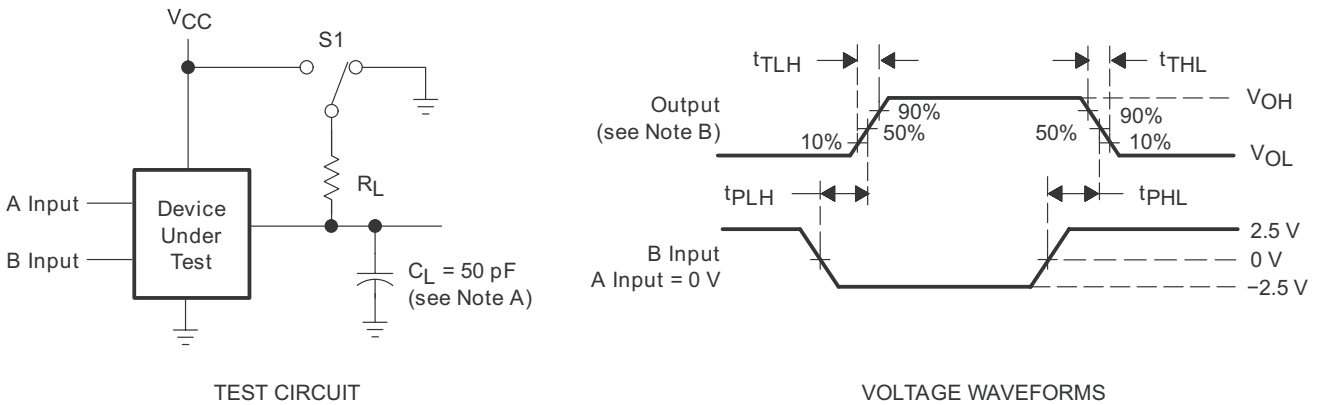 VCC
S1
RL
A Input
B Input
Device
Under
Test
CL = 50 pF
(see Note A)
TEST CIRCUIT
tTLH
tTHL
Output
(see Note B)
90%
50%
10%
50%
90%
10%
VOH
VOL
tPLH
tPHL
B Input
A Input = 0 V
2.5 V
0 V
−2.5 V
VOLTAGE WAVEFORMS